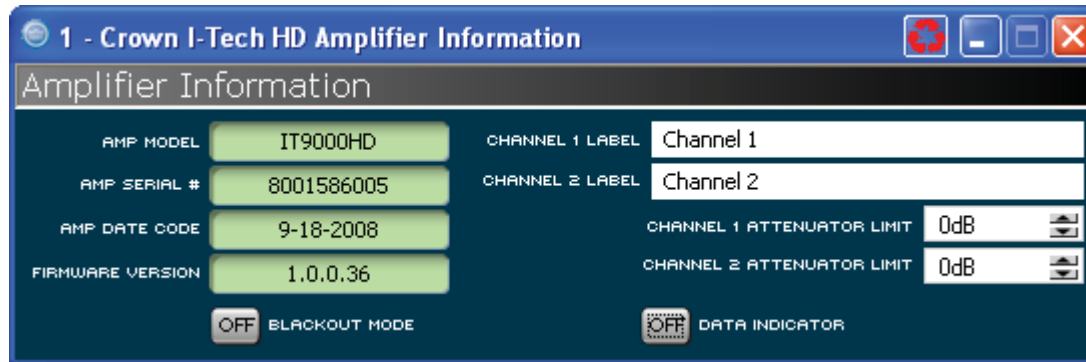 1 - Crown I-Tech HD Amplifier Information
Amplifier Information
AMP MODEL IT9000HD
AMP SERIAL # 8001586005
AMP DATE CODE 9-18-2008
FIRMWARE VERSION 1.0.0.36
OFF BLACKOUT MODE
CHANNEL 1 LABEL Channel 1
CHANNEL 2 LABEL Channel 2
CHANNEL 1 ATTENUATOR LIMIT 0dB
CHANNEL 2 ATTENUATOR LIMIT 0dB
OFF DATA INDICATOR